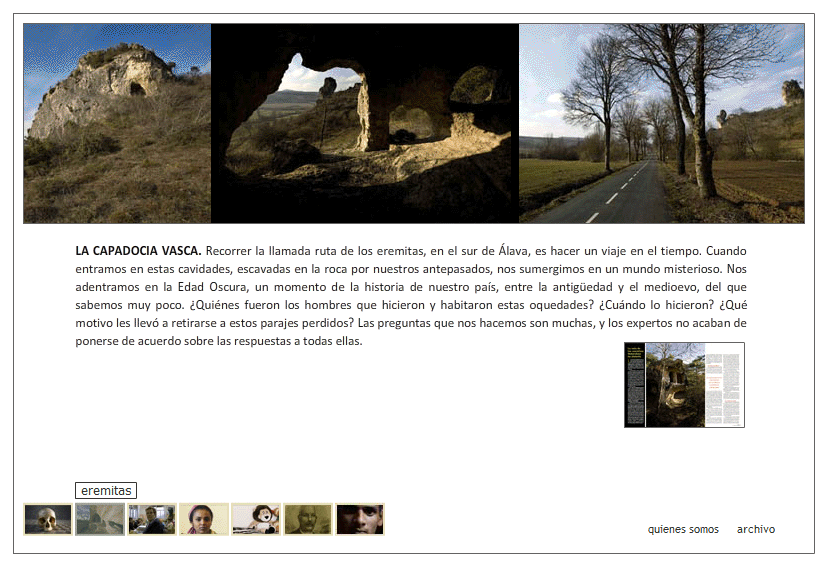 LA CAPADOCIA VASCA. Recorrer la llamada ruta de los eremitas, en el sur de Álava, es hacer un viaje en el tiempo. Cuando
entramos en estas cavidades, escavadas en la roca por nuestros antepasados, nos sumergimos en un mundo misterioso. Nos
adentramos en la Edad Oscura, un momento de la historia de nuestro país, entre la antigüedad y el medioevo, del que
sabemos muy poco. ¿Quiénes fueron los hombres que hicieron y habitaron estas oquedades? ¿Cuándo lo hicieron? ¿Qué
motivo les llevó a retirarse a estos parajes perdidos? Las preguntas que nos hacemos son muchas, y los expertos no acaban de
ponerse de acuerdo sobre las respuestas a todas ellas.
eremitas
quienes somos archivo